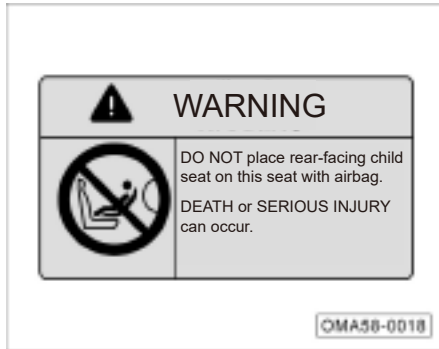 WARNING
DO NOT place rear-facing child
seat on this seat with airbag.
DEATH or SERIOUS INJURY
can occur.
OMA58-0018